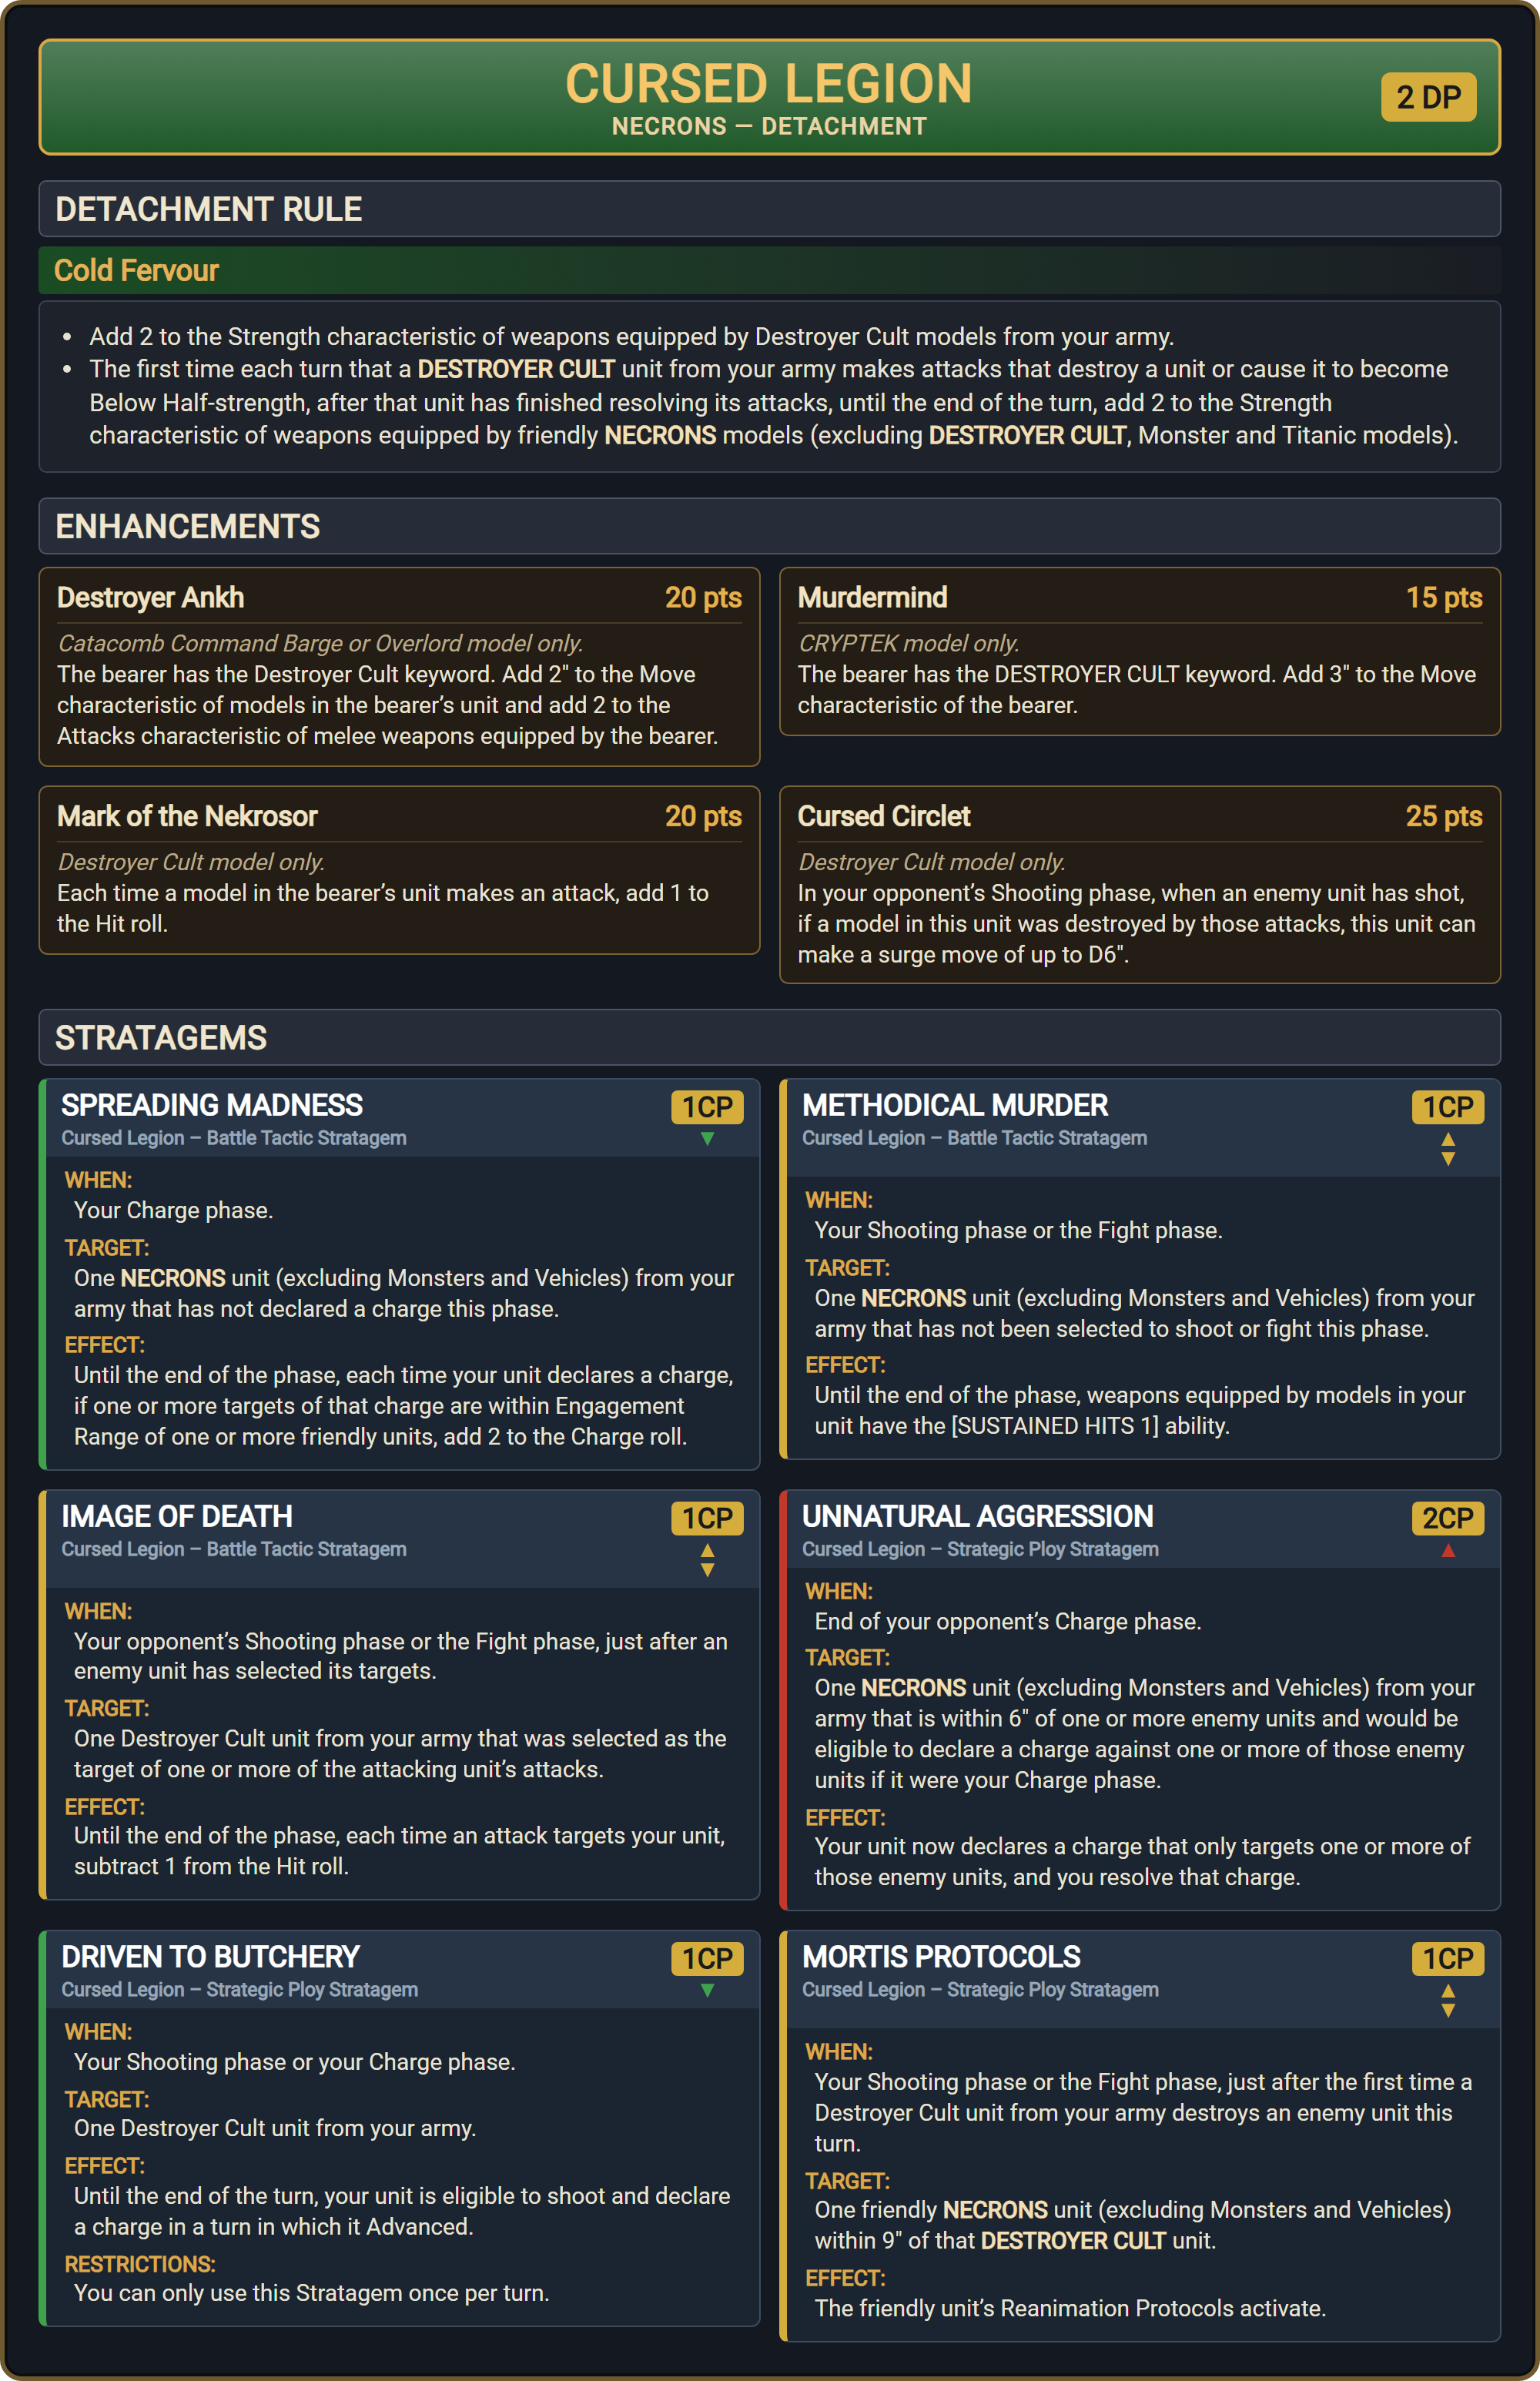 CURSED LEGION
NECRONS — DETACHMENT
2 DP
DETACHMENT RULE
Cold Fervour
• Add 2 to the Strength characteristic of weapons equipped by Destroyer Cult models from your army.
• The first time each turn that a DESTROYER CULT unit from your army makes attacks that destroy a unit or cause it to become
Below Half-strength, after that unit has finished resolving its attacks, until the end of the turn, add 2 to the Strength
characteristic of weapons equipped by friendly NECRONS models (excluding DESTROYER CULT, Monster and Titanic models).
ENHANCEMENTS
Destroyer Ankh 20 pts
Catacomb Command Barge or Overlord model only.
The bearer has the Destroyer Cult keyword. Add 2" to the Move
characteristic of models in the bearer’s unit and add 2 to the
Attacks characteristic of melee weapons equipped by the bearer.
Murdermind 15 pts
CRYPTEK model only.
The bearer has the DESTROYER CULT keyword. Add 3" to the Move
characteristic of the bearer.
Mark of the Nekrosor 20 pts
Destroyer Cult model only.
Each time a model in the bearer’s unit makes an attack, add 1 to
the Hit roll.
Cursed Circlet 25 pts
Destroyer Cult model only.
In your opponent’s Shooting phase, when an enemy unit has shot,
if a model in this unit was destroyed by those attacks, this unit can
make a surge move of up to D6".
STRATAGEMS
SPREADING MADNESS 1CP
Cursed Legion – Battle Tactic Stratagem ▼
WHEN:
Your Charge phase.
TARGET:
One NECRONS unit (excluding Monsters and Vehicles) from your
army that has not declared a charge this phase.
EFFECT:
Until the end of the phase, each time your unit declares a charge,
if one or more targets of that charge are within Engagement
Range of one or more friendly units, add 2 to the Charge roll.
METHODICAL MURDER 1CP
Cursed Legion – Battle Tactic Stratagem ▲
▼
WHEN:
Your Shooting phase or the Fight phase.
TARGET:
One NECRONS unit (excluding Monsters and Vehicles) from your
army that has not been selected to shoot or fight this phase.
EFFECT:
Until the end of the phase, weapons equipped by models in your
unit have the [SUSTAINED HITS 1] ability.
IMAGE OF DEATH 1CP
Cursed Legion – Battle Tactic Stratagem ▲
▼
WHEN:
Your opponent’s Shooting phase or the Fight phase, just after an
enemy unit has selected its targets.
TARGET:
One Destroyer Cult unit from your army that was selected as the
target of one or more of the attacking unit’s attacks.
EFFECT:
Until the end of the phase, each time an attack targets your unit,
subtract 1 from the Hit roll.
UNNATURAL AGGRESSION 2CP
Cursed Legion – Strategic Ploy Stratagem ▲
WHEN:
End of your opponent’s Charge phase.
TARGET:
One NECRONS unit (excluding Monsters and Vehicles) from your
army that is within 6" of one or more enemy units and would be
eligible to declare a charge against one or more of those enemy
units if it were your Charge phase.
EFFECT:
Your unit now declares a charge that only targets one or more of
those enemy units, and you resolve that charge.
DRIVEN TO BUTCHERY 1CP
Cursed Legion – Strategic Ploy Stratagem ▼
WHEN:
Your Shooting phase or your Charge phase.
TARGET:
One Destroyer Cult unit from your army.
EFFECT:
Until the end of the turn, your unit is eligible to shoot and declare
a charge in a turn in which it Advanced.
RESTRICTIONS:
You can only use this Stratagem once per turn.
MORTIS PROTOCOLS 1CP
Cursed Legion – Strategic Ploy Stratagem ▲
▼
WHEN:
Your Shooting phase or the Fight phase, just after the first time a
Destroyer Cult unit from your army destroys an enemy unit this
turn.
TARGET:
One friendly NECRONS unit (excluding Monsters and Vehicles)
within 9" of that DESTROYER CULT unit.
EFFECT:
The friendly unit’s Reanimation Protocols activate.